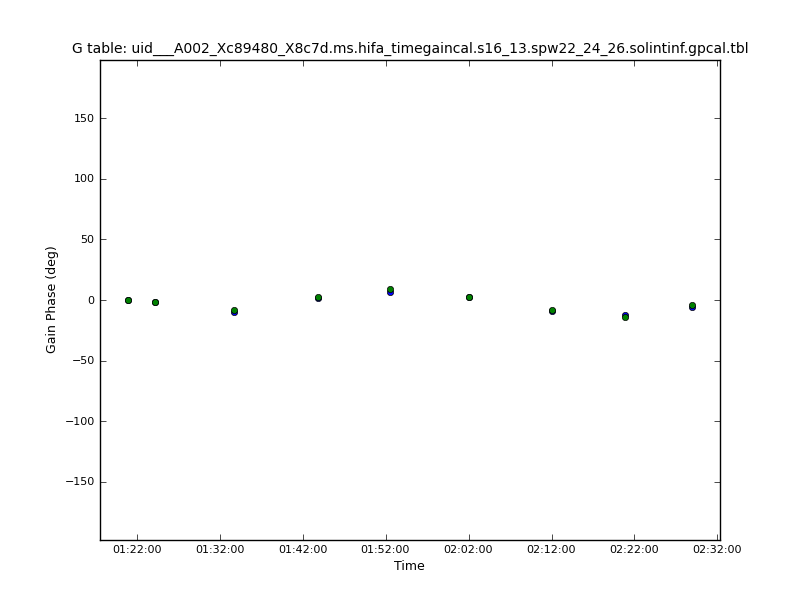 G table: uid___A002_Xc89480_X8c7d.ms.hifa_timegaincal.s16_13.spw22_24_26.solintinf.gpcal.tbl
150
100
50
0
−50
−100
−150
Gain Phase (deg)
01:22:00 01:32:00 01:42:00 01:52:00 02:02:00 02:12:00 02:22:00 02:32:00
Time